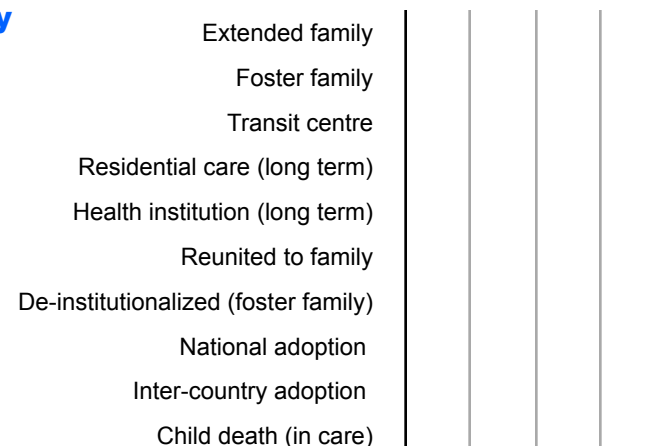 y
Extended family
Foster family
Transit centre
Residential care (long term)
Health institution (long term)
Reunited to family
De-institutionalized (foster family)
National adoption
Inter-country adoption
Child death (in care)